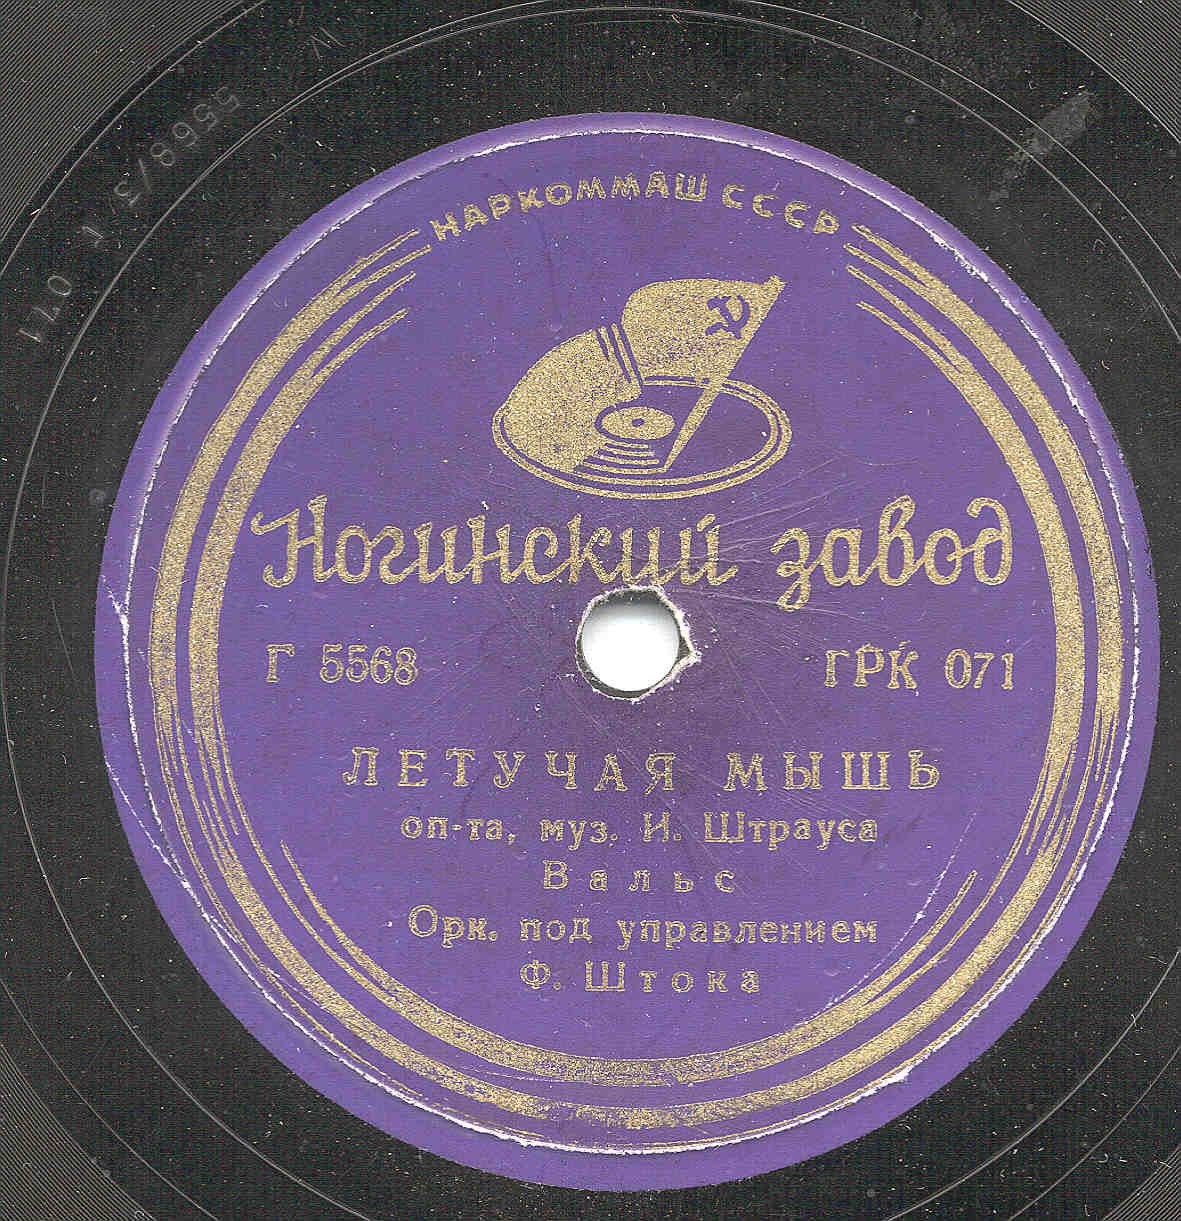 НАРКОММАШ СССР
Ногинский завод
Г 5568 ГРК 071
ЛЕТУЧАЯ МЫШЬ
оп-та, муз. И. Штрауса
Вальс
Орк. под управлением
Ф. Штока
5568/3
071